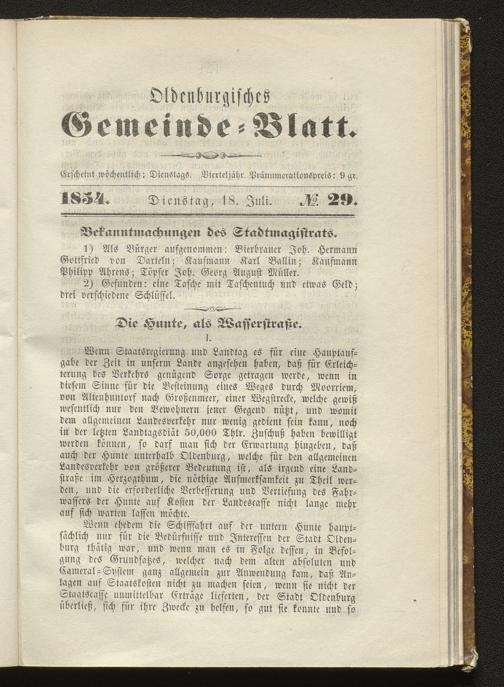 Oldenburgisches
Gemeinde-Blatt.
Erscheint wöchentlich: Dienstags. Vierteljähr. Pränumerationspreis: 9 gr.
1854. Dienstag, 18. Juli. № 29.
Bekanntmachungen des Stadtmagistrats.
1) Als Bürger aufgenommen: Bierbrauer Joh. Hermann
Gottfried von Darteln; Kaufmann Karl Ballin; Kaufmann
Philipp Ahrens; Töpfer Joh. Georg August Müller.
2) Gefunden: eine Tasche mit Taschentuch und etwas Geld;
drei verschiedene Schlüssel.
Die Hunte, als Wasserstraße.
I.
Wenn Staatsregierung und Landtag es für eine Hauptauf-
gabe der Zeit in unserm Lande angesehen haben, daß für Erleich-
terung des Verkehrs genügend Sorge getragen werde, wenn in
diesem Sinne für die Besteinung eines Weges durch Moorriem,
von Altenhuntorf nach Großenmeer, einer Wegstrecke, welche gewiß
wesentlich nur den Bewohnern jener Gegend nützt, und womit
dem allgemeinen Landesverkehr nur wenig gedient sein kann, noch
in der letzten Landtagsdiät 50,000 Thlr. Zuschuß haben bewilligt
werden können, so darf man sich der Erwartung hingeben, daß
auch der Hunte unterhalb Oldenburg, welche für den allgemeinen
Landesverkehr von größerer Bedeutung ist, als irgend eine Land-
straße im Herzogthum, die nöthige Aufmerksamkeit zu Theil wer-
den, und die erforderliche Verbesserung und Vertiefung des Fahr-
wassers der Hunte auf Kosten der Landescasse nicht lange mehr
auf sich warten lassen möchte.
Wenn ehedem die Schifffahrt auf der untern Hunte haupt-
sächlich nur für die Bedürfnisse und Interessen der Stadt Olden-
burg thätig war, und wenn man es in Folge dessen, in Befol-
gung des Grundsatzes, welcher nach dem alten absoluten und
Cameral-System ganz allgemein zur Anwendung kam, daß An-
lagen auf Staatskosten nicht zu machen seien, wenn sie nicht der
Staatscasse unmittelbar Erträge lieferten, der Stadt Oldenburg
überließ, sich für ihre Zwecke zu helfen, so gut sie konnte und so